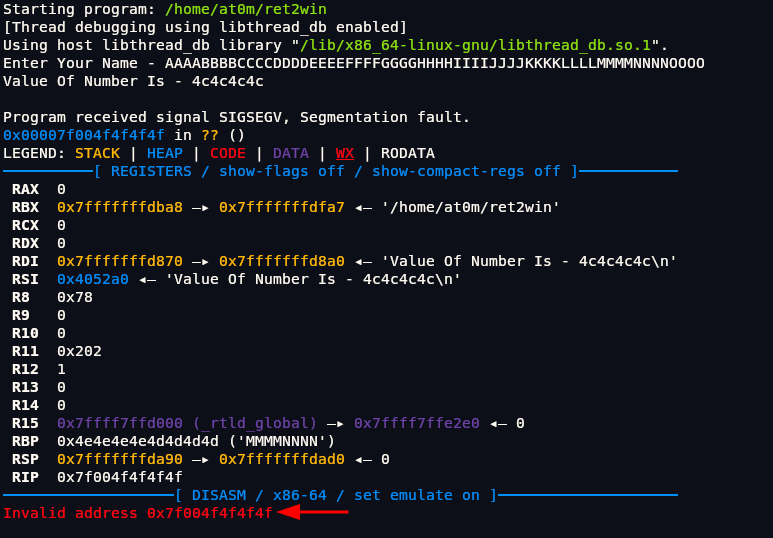 Starting program: /home/at0m/ret2win
[Thread debugging using libthread_db enabled]
Using host libthread_db library "/lib/x86_64-linux-gnu/libthread_db.so.1".
Enter Your Name - AAAABBBBCCCCDDDDEEEEFFFFGGGGHHHHIIIIJJJJKKKKLLLLMMMMNNNNOOOO
Value Of Number Is - 4c4c4c4c
Program received signal SIGSEGV, Segmentation fault.
0x00007f004f4f4f4f in ?? ()
LEGEND: STACK | HEAP | CODE | DATA | WX | RODATA
──────────[ REGISTERS / show-flags off / show-compact-regs off ]───────────
RAX  0
RBX  0x7fffffffdba8 —▸ 0x7fffffffdfa7 ◂— '/home/at0m/ret2win'
RCX  0
RDX  0
RDI  0x7fffffffd870 —▸ 0x7fffffffd8a0 ◂— 'Value Of Number Is - 4c4c4c4c\n'
RSI  0x4052a0 ◂— 'Value Of Number Is - 4c4c4c4c\n'
R8   0x78
R9   0
R10  0
R11  0x202
R12  1
R13  0
R14  0
R15  0x7ffff7ffd000 (_rtld_global) —▸ 0x7ffff7ffe2e0 ◂— 0
RBP  0x4e4e4e4e4d4d4d4d ('MMMMNNNN')
RSP  0x7fffffffda90 —▸ 0x7fffffffdad0 ◂— 0
RIP  0x7f004f4f4f4f
───────────────────[ DISASM / x86-64 / set emulate on ]────────────────────
Invalid address 0x7f004f4f4f4f